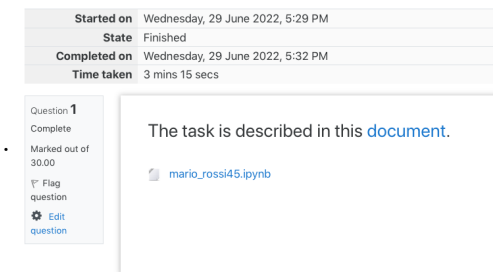 Started on Wednesday, 29 June 2022, 5:29 PM
State Finished
Completed on Wednesday, 29 June 2022, 5:32 PM
Time taken 3 mins 15 secs
Question 1
Complete
Marked out of
30.00
Flag
question
Edit
question
The task is described in this document.
mario_rossi45.ipynb